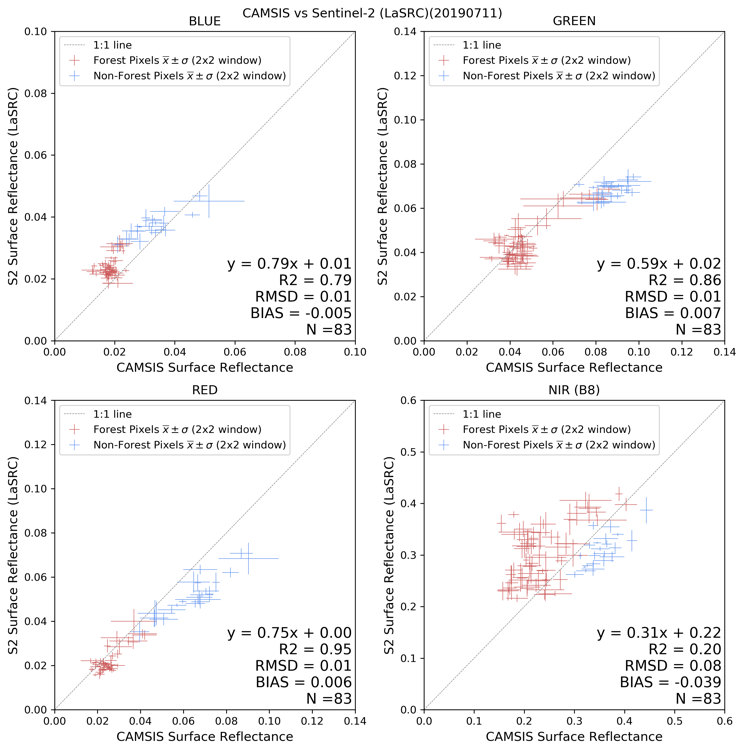 CAMSIS vs Sentinel-2 (LaSRC)(20190711)
BLUE
S2 Surface Reflectance (LaSRC)
0.10
0.08
0.06
0.04
0.02
0.00
1:1 line
Forest Pixels x̅ ± σ (2x2 window)
Non-Forest Pixels x̅ ± σ (2x2 window)
y = 0.79x + 0.01
R2 = 0.79
RMSD = 0.01
BIAS = -0.005
N =83
0.00 0.02 0.04 0.06 0.08 0.10
CAMSIS Surface Reflectance
GREEN
S2 Surface Reflectance (LaSRC)
0.14
0.12
0.10
0.08
0.06
0.04
0.02
0.00
1:1 line
Forest Pixels x̅ ± σ (2x2 window)
Non-Forest Pixels x̅ ± σ (2x2 window)
y = 0.59x + 0.02
R2 = 0.86
RMSD = 0.01
BIAS = 0.007
N =83
0.00 0.02 0.04 0.06 0.08 0.10 0.12 0.14
CAMSIS Surface Reflectance
RED
S2 Surface Reflectance (LaSRC)
0.14
0.12
0.10
0.08
0.06
0.04
0.02
0.00
1:1 line
Forest Pixels x̅ ± σ (2x2 window)
Non-Forest Pixels x̅ ± σ (2x2 window)
y = 0.75x + 0.00
R2 = 0.95
RMSD = 0.01
BIAS = 0.006
N =83
0.00 0.02 0.04 0.06 0.08 0.10 0.12 0.14
CAMSIS Surface Reflectance
NIR (B8)
S2 Surface Reflectance (LaSRC)
0.6
0.5
0.4
0.3
0.2
0.1
0.0
1:1 line
Forest Pixels x̅ ± σ (2x2 window)
Non-Forest Pixels x̅ ± σ (2x2 window)
y = 0.31x + 0.22
R2 = 0.20
RMSD = 0.08
BIAS = -0.039
N =83
0.0 0.1 0.2 0.3 0.4 0.5 0.6
CAMSIS Surface Reflectance